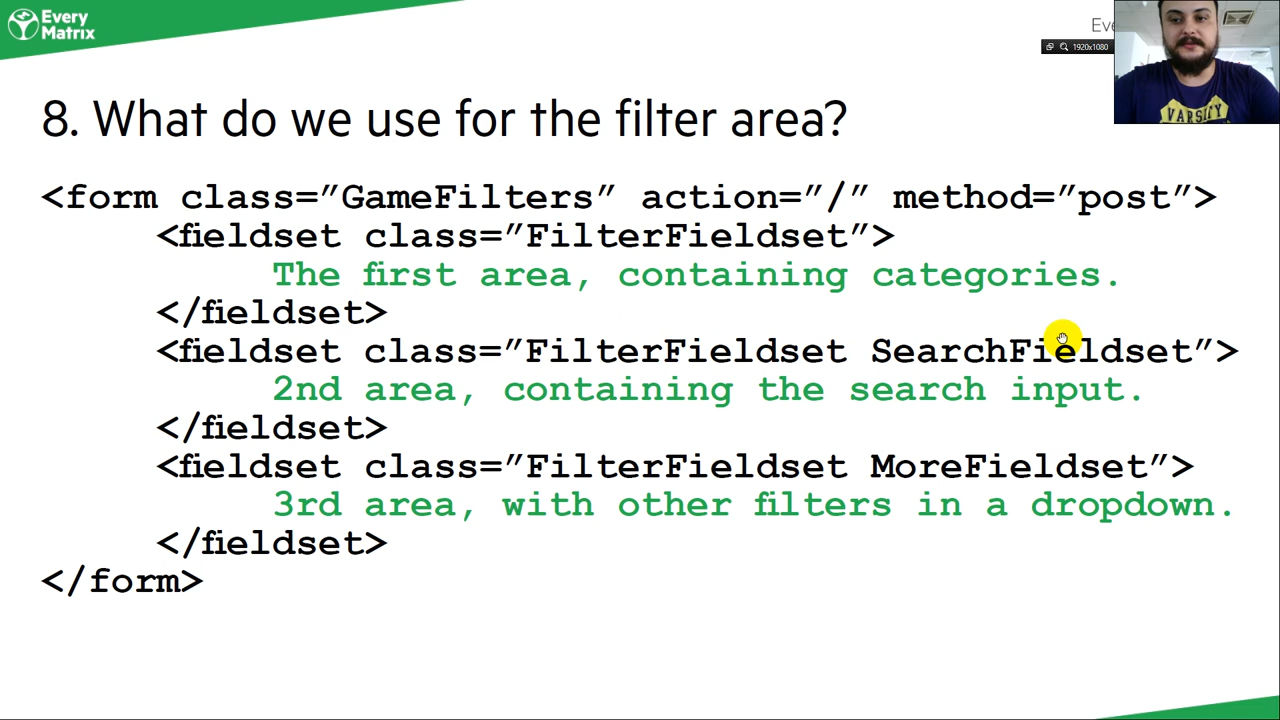 Every
Matrix
Eve
1920x1080
VARSITY
8. What do we use for the filter area?
<form class=”GameFilters” action=”/” method=”post”>
<fieldset class=”FilterFieldset”>
The first area, containing categories.
</fieldset>
<fieldset class=”FilterFieldset SearchFieldset”>
2nd area, containing the search input.
</fieldset>
<fieldset class=”FilterFieldset MoreFieldset”>
3rd area, with other filters in a dropdown.
</fieldset>
</form>